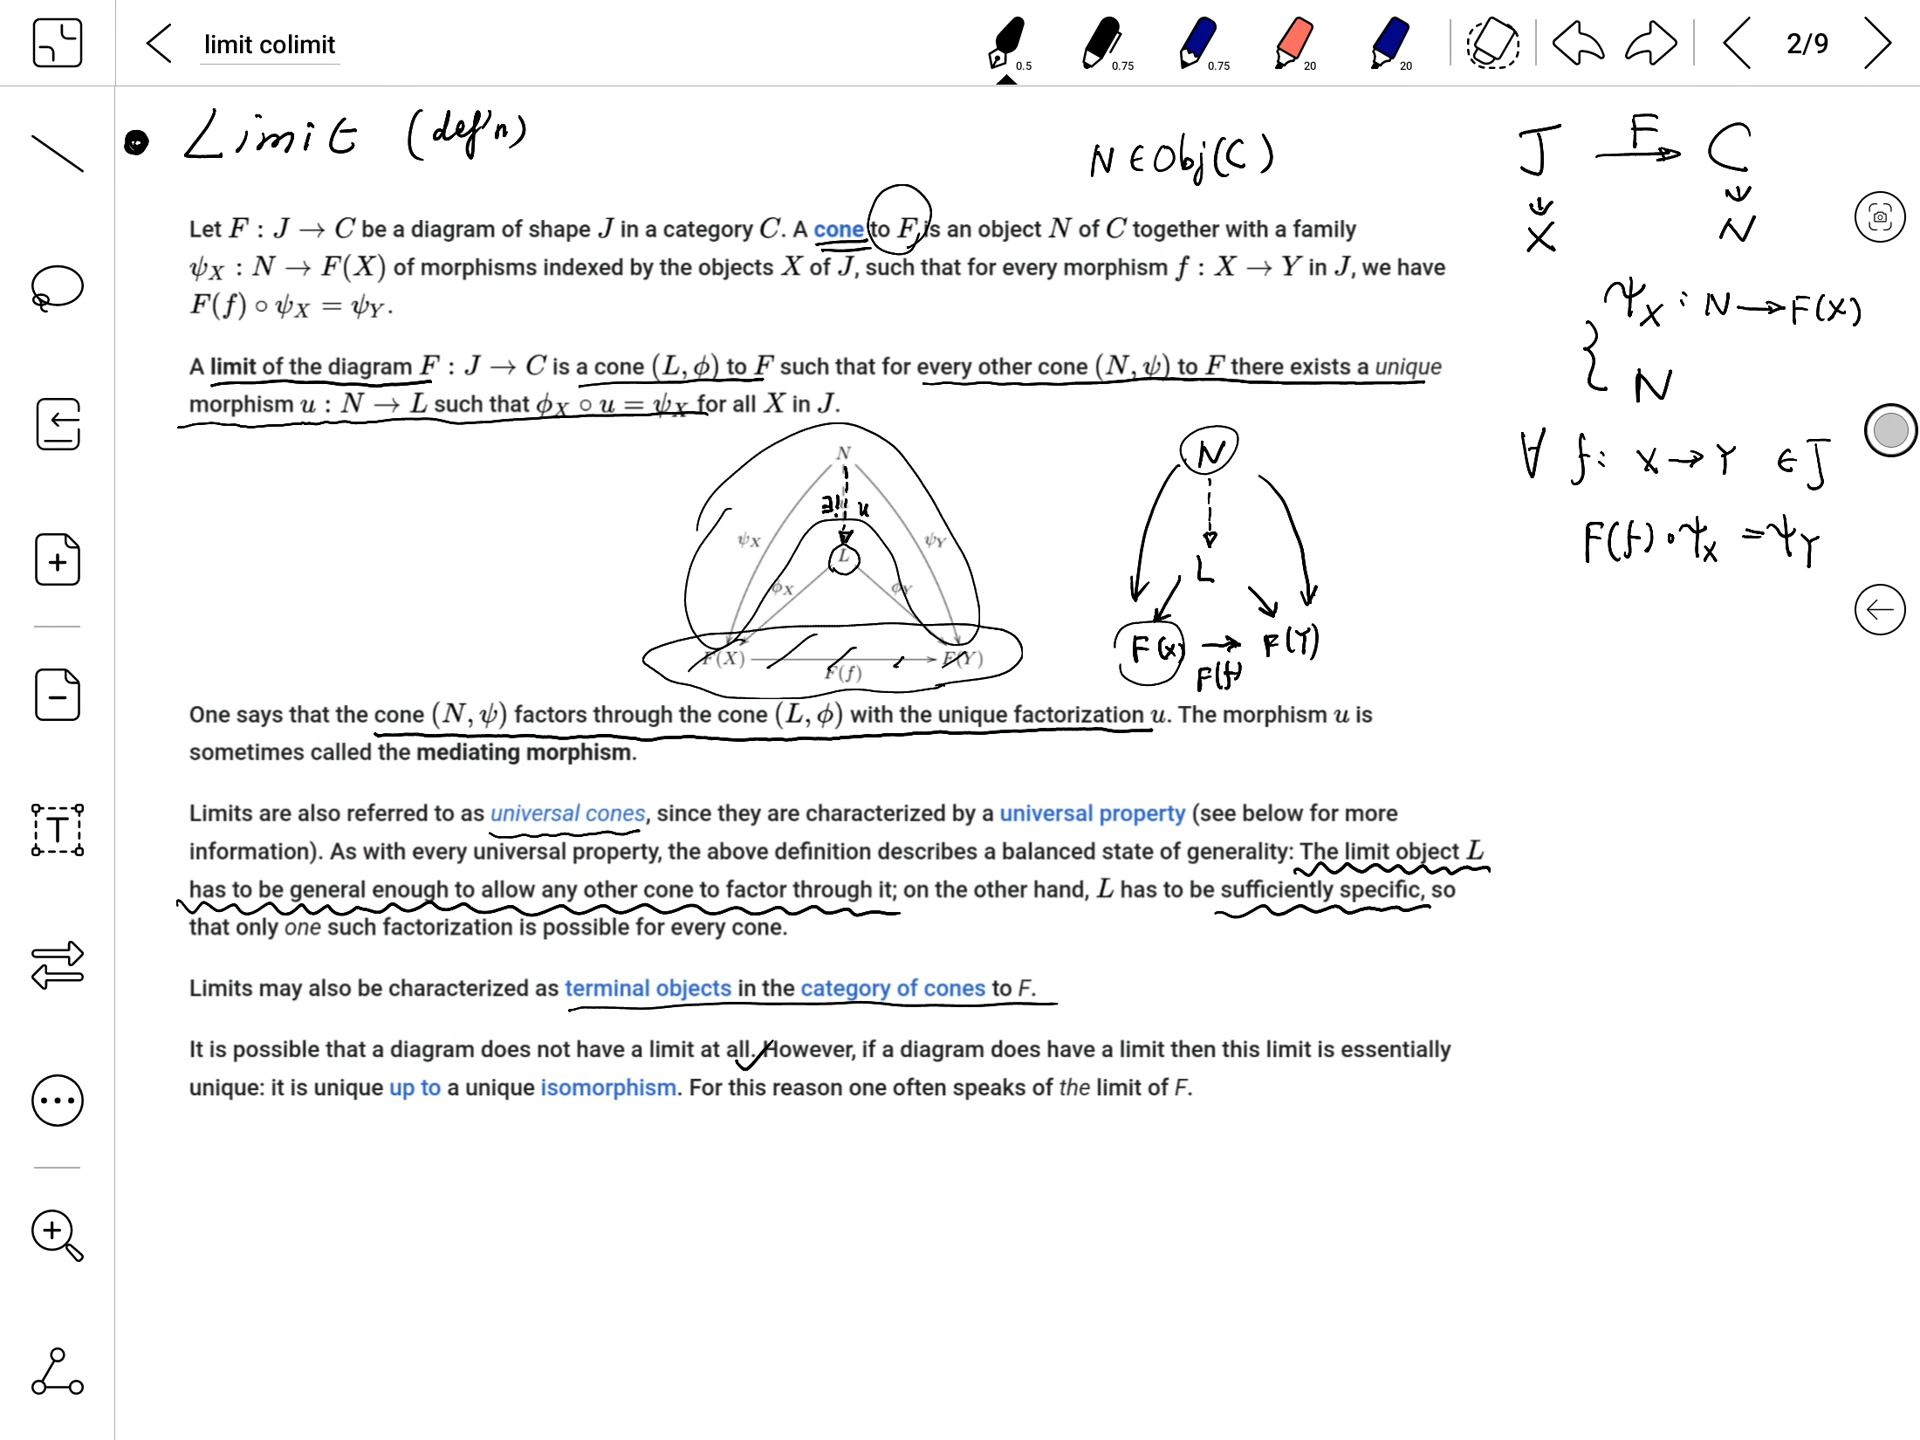 limit colimit
0.5
0.75
0.75
20
20
2/9
Limit (def'n)
N ∈ Obj(C)
J F→ C
X N
Let F : J → C be a diagram of shape J in a category C. A cone to F is an object N of C together with a family
ψX : N → F(X) of morphisms indexed by the objects X of J, such that for every morphism f : X → Y in J, we have
F(f) ∘ ψX = ψY.
ψX : N → F(X)
N
A limit of the diagram F : J → C is a cone (L, ϕ) to F such that for every other cone (N, ψ) to F there exists a unique
morphism u : N → L such that ϕX ∘ u = ψX for all X in J.
∀ f: X → Y ∈ J
F(f) ∘ ψX = ψY
N
∃! u
ψX ψY
L
ϕX ϕY
F(X) F(Y)
F(f)
N
L
F(X) → F(Y)
F(f)
One says that the cone (N, ψ) factors through the cone (L, ϕ) with the unique factorization u. The morphism u is
sometimes called the mediating morphism.
Limits are also referred to as universal cones, since they are characterized by a universal property (see below for more
information). As with every universal property, the above definition describes a balanced state of generality: The limit object L
has to be general enough to allow any other cone to factor through it; on the other hand, L has to be sufficiently specific, so
that only one such factorization is possible for every cone.
Limits may also be characterized as terminal objects in the category of cones to F.
It is possible that a diagram does not have a limit at all. However, if a diagram does have a limit then this limit is essentially
unique: it is unique up to a unique isomorphism. For this reason one often speaks of the limit of F.
T